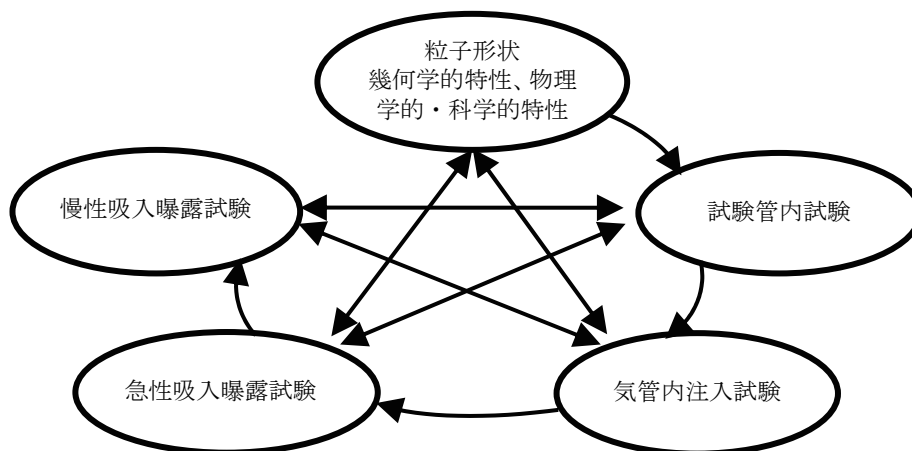 粒子形状
幾何学的特性、物理
学的・科学的特性
慢性吸入曝露試験
試験管内試験
急性吸入曝露試験
気管内注入試験